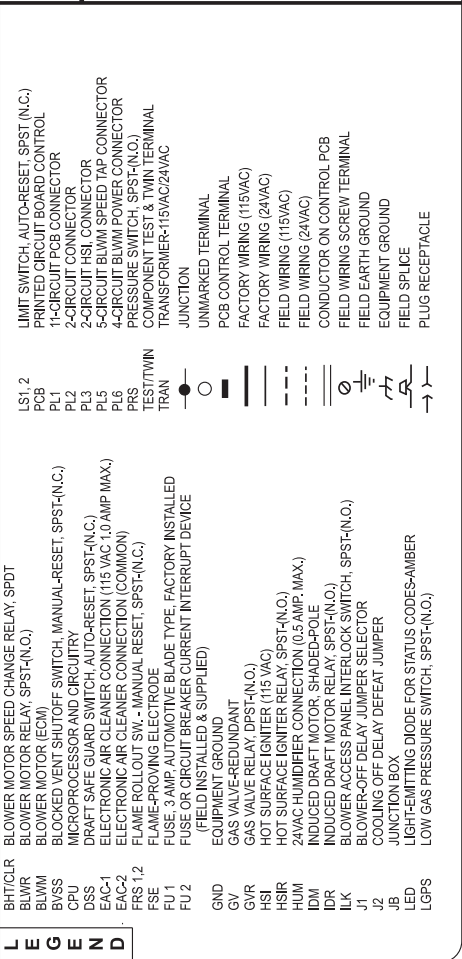 LEGEND
BHT/CLR BLOWER MOTOR SPEED CHANGE RELAY, SPDT
BLWR BLOWER MOTOR RELAY, SPST-(N.O.)
BLWM BLOWER MOTOR (ECM)
BVSS BLOCKED VENT SHUTOFF SWITCH, MANUAL-RESET, SPST-(N.C.)
CPU MICROPROCESSOR AND CIRCUITRY
DSS DRAFT SAFE GUARD SWITCH, AUTO-RESET, SPST-(N.C.)
EAC-1 ELECTRONIC AIR CLEANER CONNECTION (115 VAC 1.0 AMP MAX.)
EAC-2 ELECTRONIC AIR CLEANER CONNECTION (COMMON)
FRS 1,2 FLAME ROLLOUT SW, - MANUAL RESET, SPST-(N.C.)
FSE FLAME-PROVING ELECTRODE
FU 1 FUSE, 3 AMP, AUTOMOTIVE BLADE TYPE, FACTORY INSTALLED
FU 2 FUSE OR CIRCUIT BREAKER CURRENT INTERRUPT DEVICE
(FIELD INSTALLED & SUPPLIED)
GND EQUIPMENT GROUND
GV GAS VALVE-REDUNDANT
GVR GAS VALVE RELAY, DPST-(N.O.)
HSI HOT SURFACE IGNITER (115 VAC)
HSIR HOT SURFACE IGNITER RELAY, SPST-(N.O.)
HUM 24VAC HUMIDIFIER CONNECTION (0.5 AMP. MAX.)
IDM INDUCED DRAFT MOTOR, SHADED-POLE
IDR INDUCED DRAFT MOTOR RELAY, SPST-(N.O.)
ILK BLOWER ACCESS PANEL INTERLOCK SWITCH, SPST-(N.O.)
J1 BLOWER-OFF DELAY JUMPER SELECTOR
J2 COOLING OFF DELAY DEFEAT JUMPER
JB JUNCTION BOX
LED LIGHT-EMITTING DIODE FOR STATUS CODES-AMBER
LGPS LOW GAS PRESSURE SWITCH, SPST-(N.O.)
LS1, 2 LIMIT SWITCH, AUTO-RESET, SPST (N.C.)
PCB PRINTED CIRCUIT BOARD CONTROL
PL1 11-CIRCUIT PCB CONNECTOR
PL2 2-CIRCUIT CONNECTOR
PL3 2-CIRCUIT HSI, CONNECTOR
PL5 5-CIRCUIT BLWM SPEED TAP CONNECTOR
PL6 4-CIRCUIT BLWM POWER CONNECTOR
PRS PRESSURE SWITCH, SPST-(N.O.)
TEST/TWIN COMPONENT TEST & TWIN TERMINAL
TRAN TRANSFORMER-115VAC/24VAC
JUNCTION
UNMARKED TERMINAL
PCB CONTROL TERMINAL
FACTORY WIRING (115VAC)
FACTORY WIRING (24VAC)
FIELD WIRING (115VAC)
FIELD WIRING (24VAC)
CONDUCTOR ON CONTROL PCB
FIELD WIRING SCREW TERMINAL
FIELD EARTH GROUND
EQUIPMENT GROUND
FIELD SPLICE
PLUG RECEPTACLE